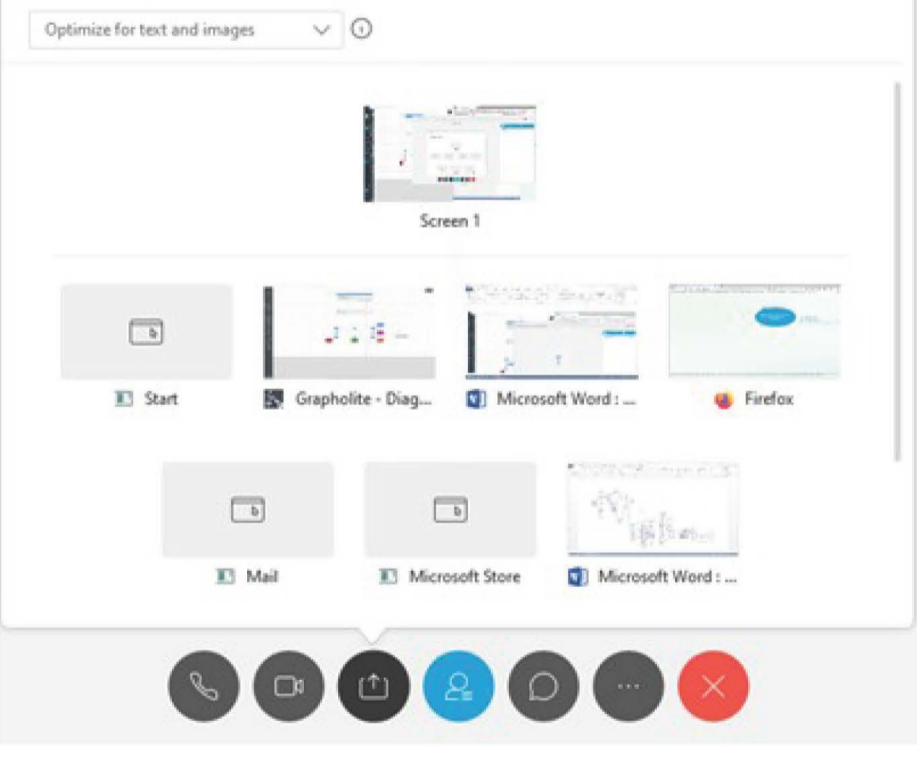 Optimize for text and images
Screen 1
Start
Grapholite - Diag...
Microsoft Word : ...
Firefox
Mail
Microsoft Store
Microsoft Word : ...